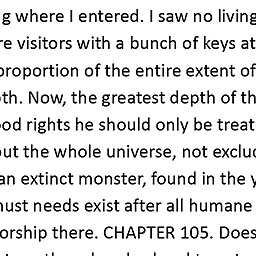 g where I entered. I saw no living
re visitors with a bunch of keys at
proportion of the entire extent of
oth. Now, the greatest depth of th
od rights he should only be treat
out the whole universe, not exclu
an extinct monster, found in the y
must needs exist after all humane
orship there. CHAPTER 105. Does